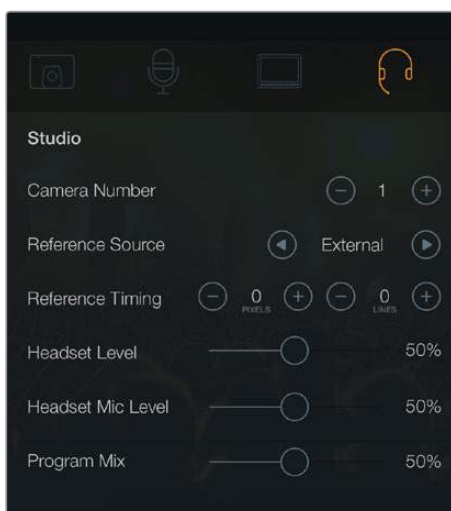 Studio
Camera Number 1
Reference Source External
Reference Timing 0 PIXELS 0 LINES
Headset Level 50%
Headset Mic Level 50%
Program Mix 50%